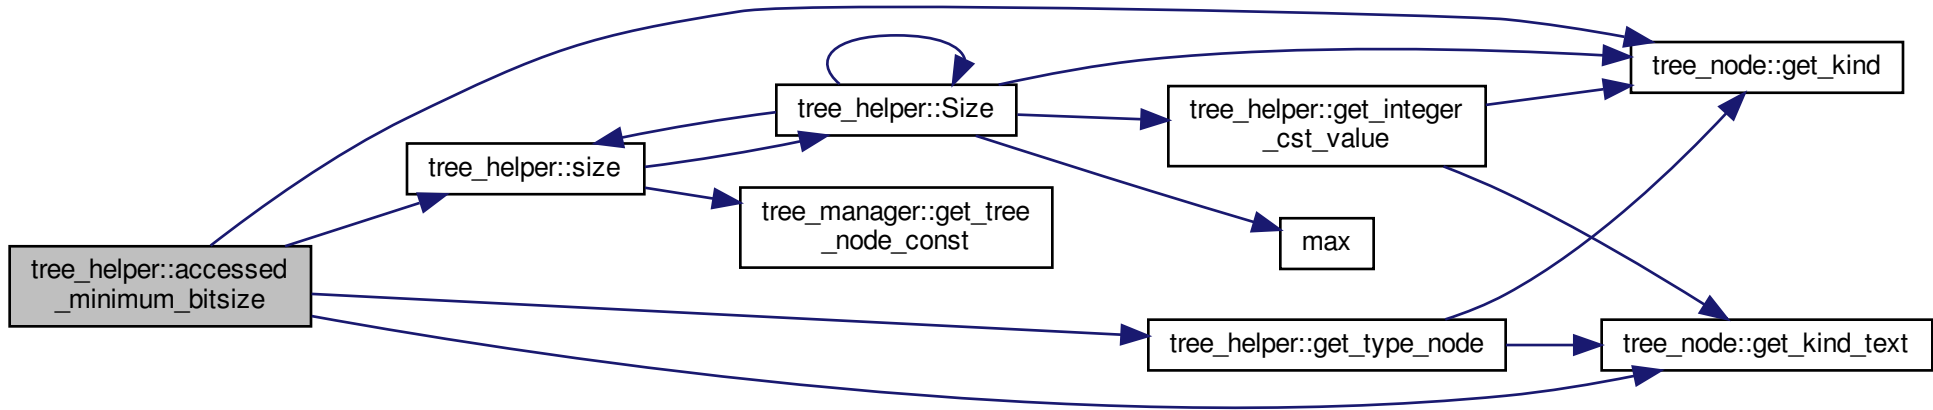 tree_helper::accessed
_minimum_bitsize
tree_helper::size
tree_helper::Size
tree_manager::get_tree
_node_const
tree_helper::get_integer
_cst_value
max
tree_helper::get_type_node
tree_node::get_kind
tree_node::get_kind_text